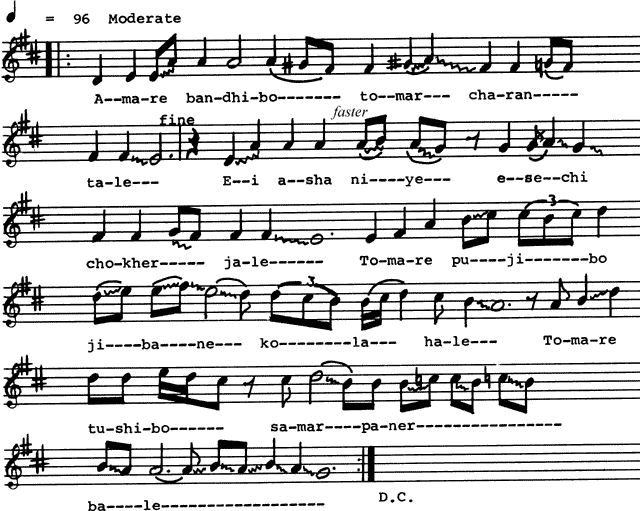 = 96 Moderate
A--ma-re ban-dhi-bo------- to--mar--- cha-ran-----
fine faster
ta-le--- E--i a--sha ni----ye--- e--se--chi
3
cho-kher----- ja-le------ To-ma-re pu----ji-------bo
3
ji----ba---ne--- ko--------la--- ha-le--- To-ma-re
tu-shi-bo------ sa-mar----pa-ner----------------
ba----le------------------ D.C.